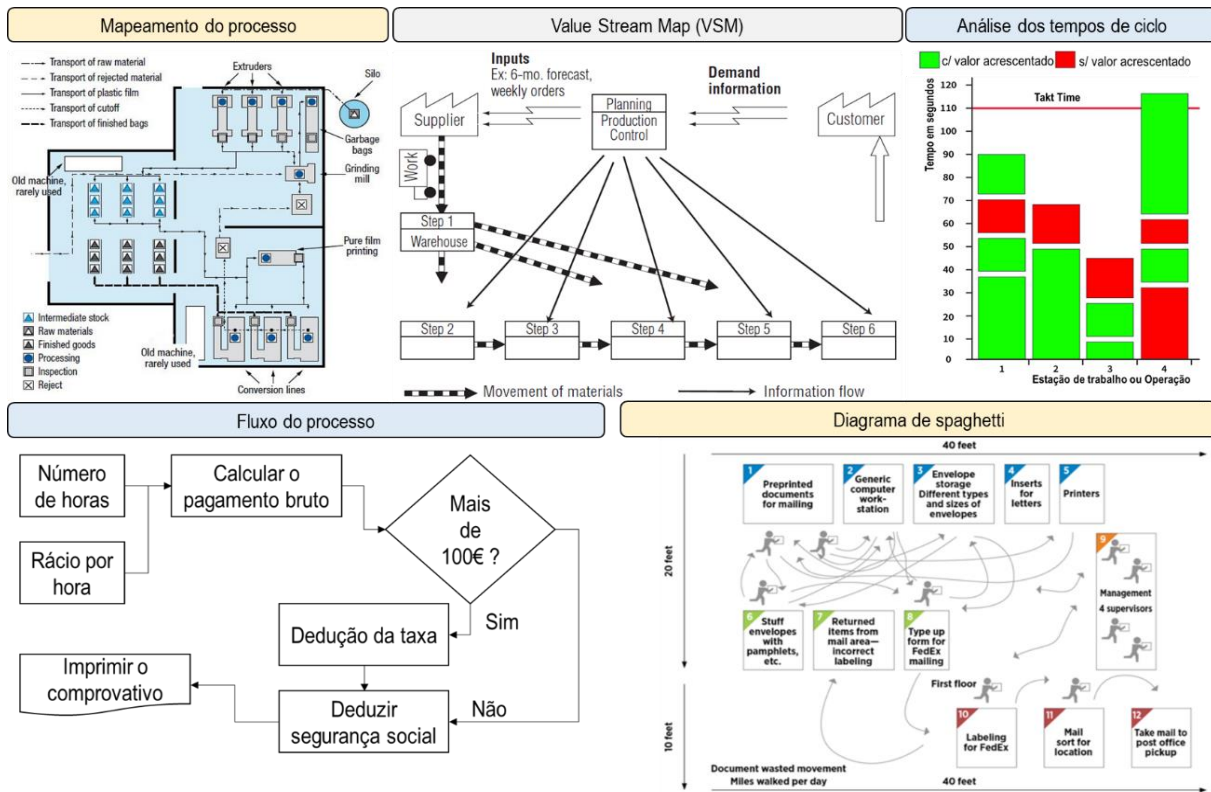 Mapeamento do processo
Transport of raw material
Transport of rejected material
Transport of plastic film
Transport of cutoff
Transport of finished bags
Extruders
Silo
Garbage
bags
Grinding
mill
Old machine,
rarely used
Pure film
printing
Intermediate stock
Raw materials
Finished goods
Processing
Inspection
Reject
Old machine,
rarely used
Conversion lines
Value Stream Map (VSM)
Inputs
Ex: 6-mo. forecast,
weekly orders
Demand
information
Supplier
Planning
Production
Control
Customer
Work
Step 1
Warehouse
Step 2
Step 3
Step 4
Step 5
Step 6
Movement of materials
Information flow
Análise dos tempos de ciclo
c/ valor acrescentado
s/ valor acrescentado
Takt Time
Tempo em segundos
120
110
100
90
80
70
60
50
40
30
20
10
0
1 2 3 4
Estação de trabalho ou Operação
Fluxo do processo
Número
de horas
Rácio por
hora
Calcular o
pagamento bruto
Mais
de
100€ ?
Sim
Não
Dedução da taxa
Deduzir
segurança social
Imprimir o
comprovativo
Diagrama de spaghetti
40 feet
20 feet
10 feet
1
Preprinted
documents
for mailing
2
Generic
computer
work-
station
3
Envelope
storage
Different types
and sizes of
envelopes
4
Inserts
for
letters
5
Printers
6
Stuff
envelopes
with
pamphlets,
etc.
7
Returned
items from
mail area—
incorrect
labeling
8
Type up
form for
FedEx
mailing
9
Management
4 supervisors
First floor
10
Labeling
for FedEx
11
Mail
sort for
location
12
Take mail to
post office
pickup
Document wasted movement
Miles walked per day
40 feet